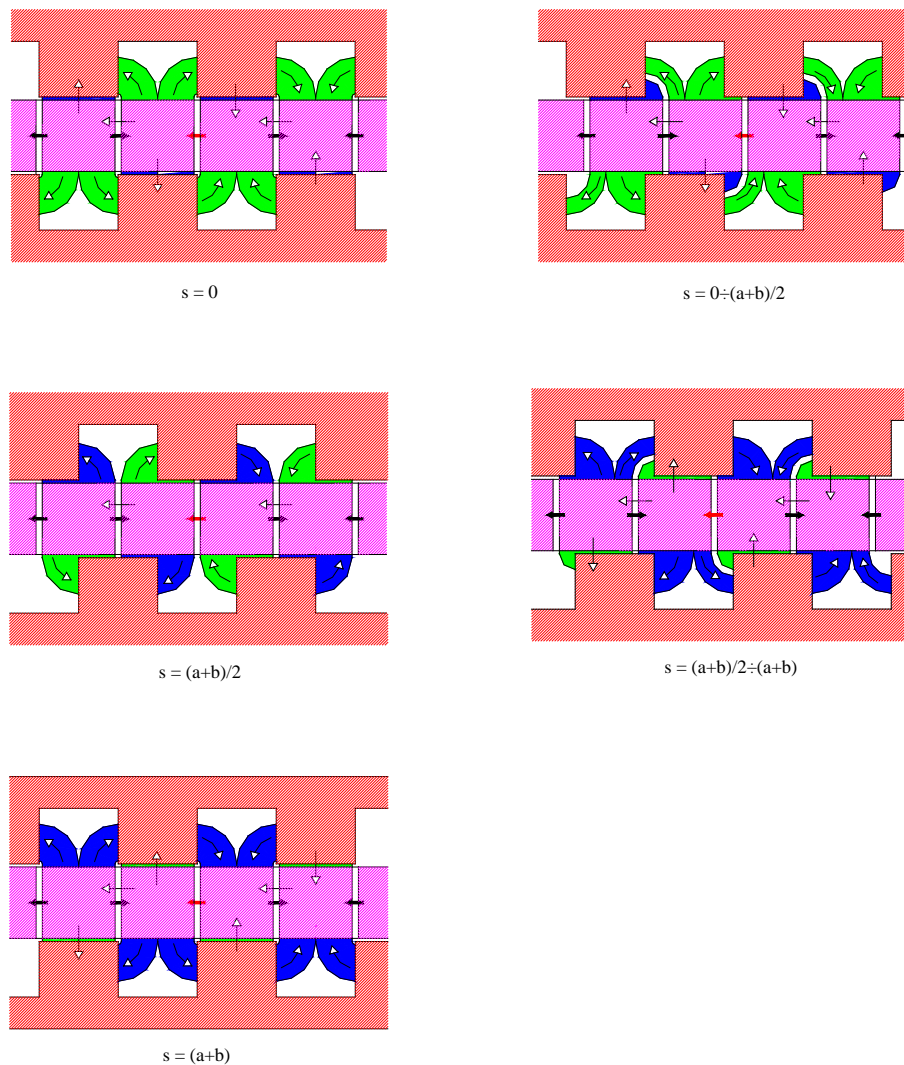 s = 0
s = 0÷(a+b)/2
s = (a+b)/2
s = (a+b)/2÷(a+b)
s = (a+b)